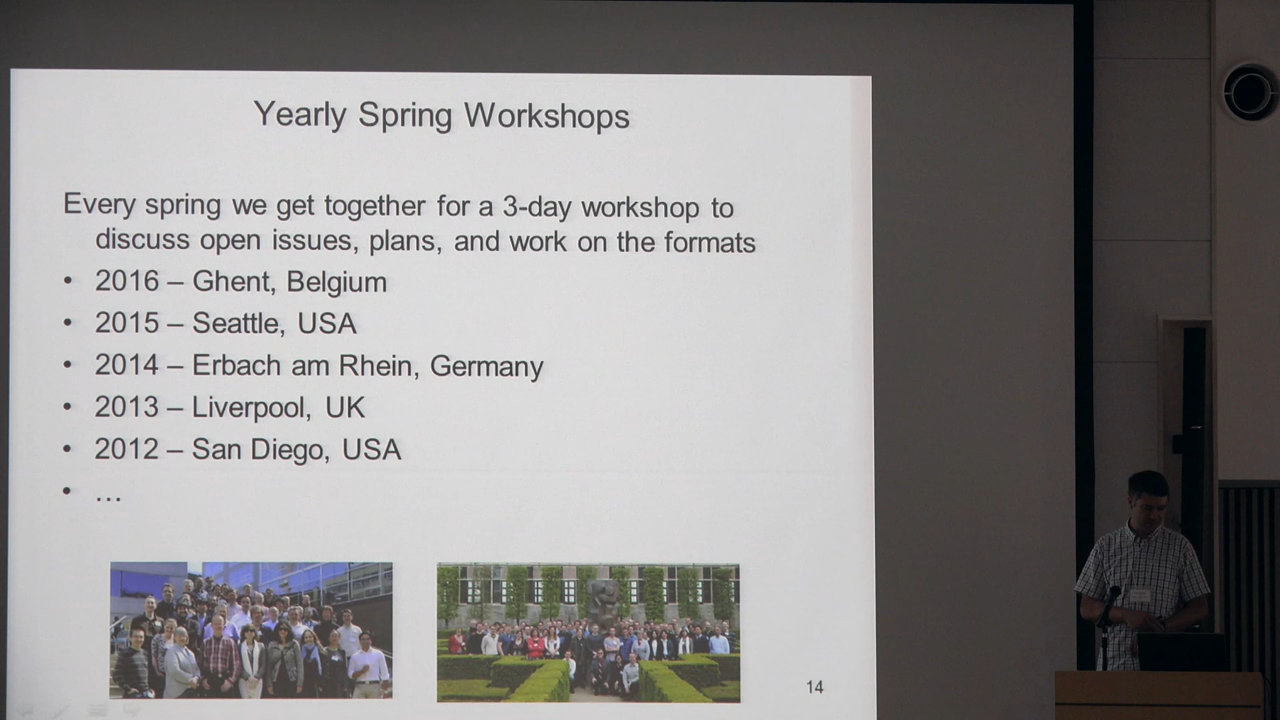 Yearly Spring Workshops
Every spring we get together for a 3-day workshop to
discuss open issues, plans, and work on the formats
• 2016 – Ghent, Belgium
• 2015 – Seattle, USA
• 2014 – Erbach am Rhein, Germany
• 2013 – Liverpool, UK
• 2012 – San Diego, USA
• …
14